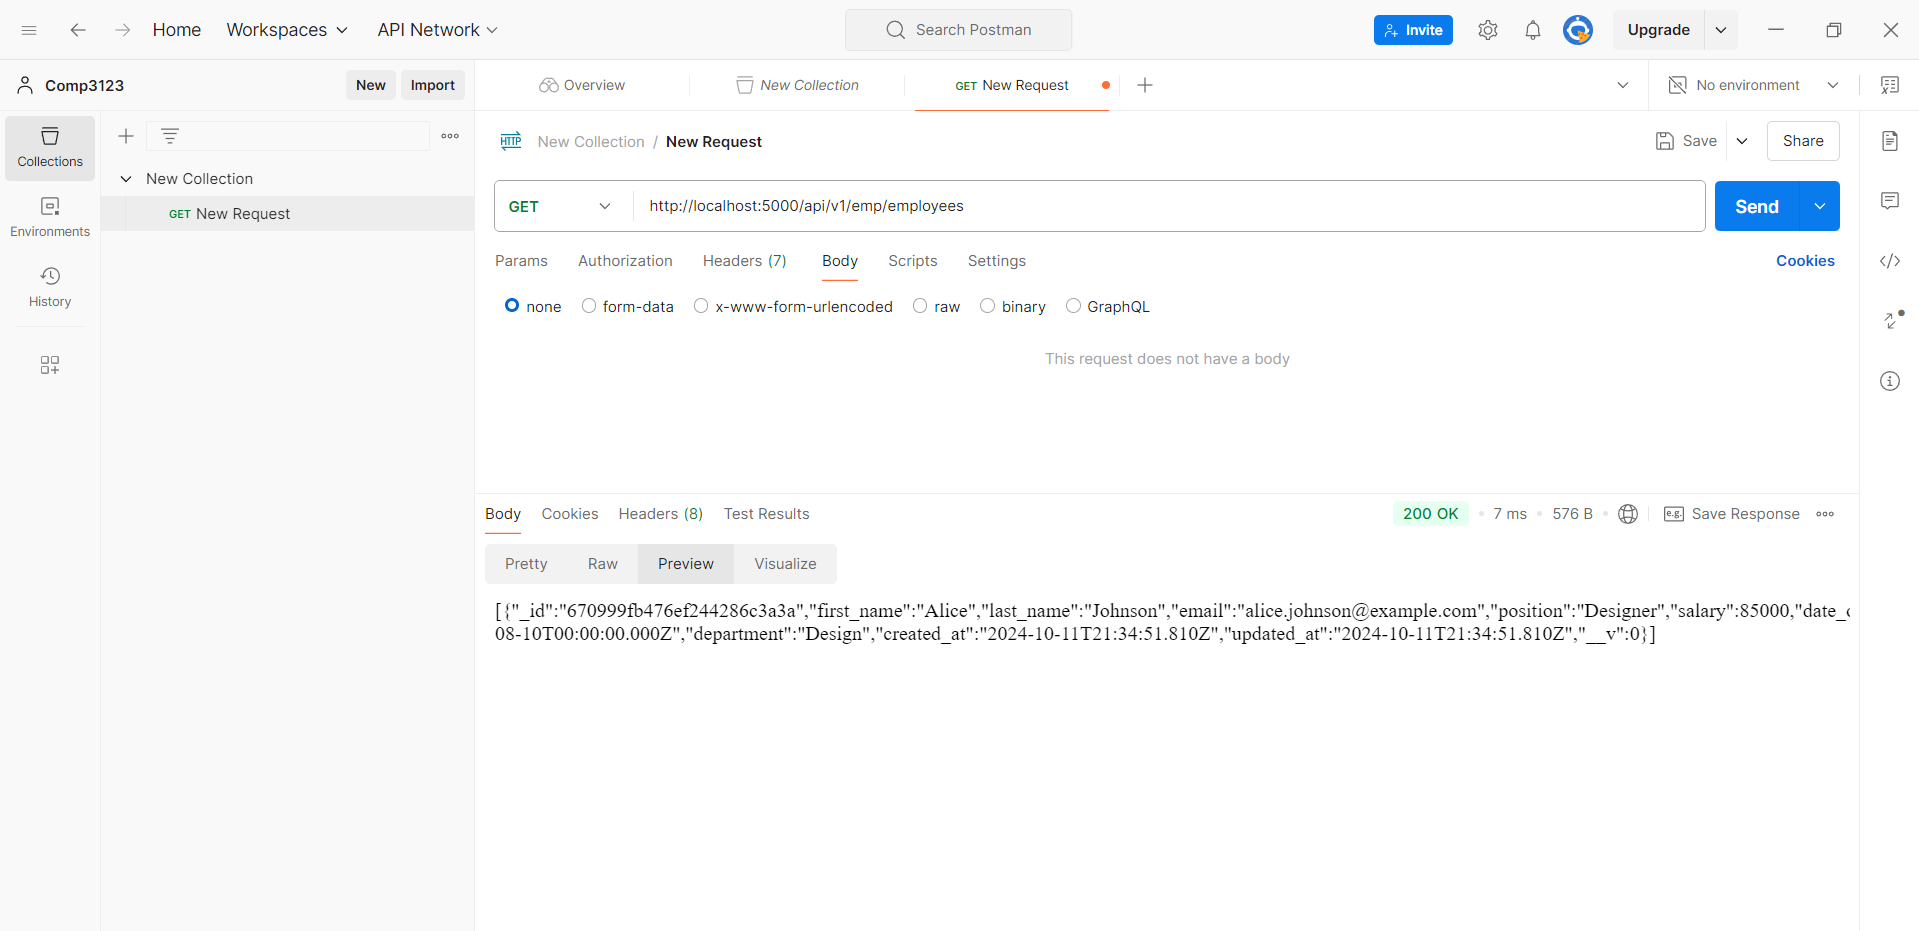 Home Workspaces API Network Search Postman Invite Upgrade
Comp3123 New Import Overview New Collection GET New Request No environment
Collections
Environments
History
New Collection
GET New Request
HTTP New Collection / New Request Save Share
GET http://localhost:5000/api/v1/emp/employees Send
Params Authorization Headers (7) Body Scripts Settings Cookies
none form-data x-www-form-urlencoded raw binary GraphQL
This request does not have a body
Body Cookies Headers (8) Test Results 200 OK • 7 ms • 576 B • e.g. Save Response
Pretty Raw Preview Visualize
[{"_id":"670999fb476ef244286c3a3a","first_name":"Alice","last_name":"Johnson","email":"alice.johnson@example.com","position":"Designer","salary":85000,"date_
08-10T00:00:00.000Z","department":"Design","created_at":"2024-10-11T21:34:51.810Z","updated_at":"2024-10-11T21:34:51.810Z","__v":0}]